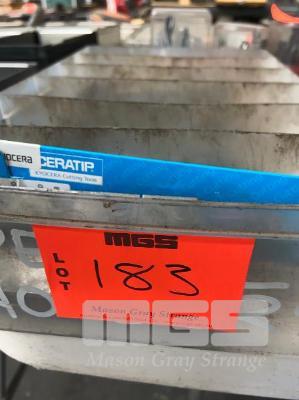 KYOCERA CERATIP
KYOCERA Cutting Tools
MGS
LOT 183
Mason Gray Strange
MGS
Mason Gray Strange